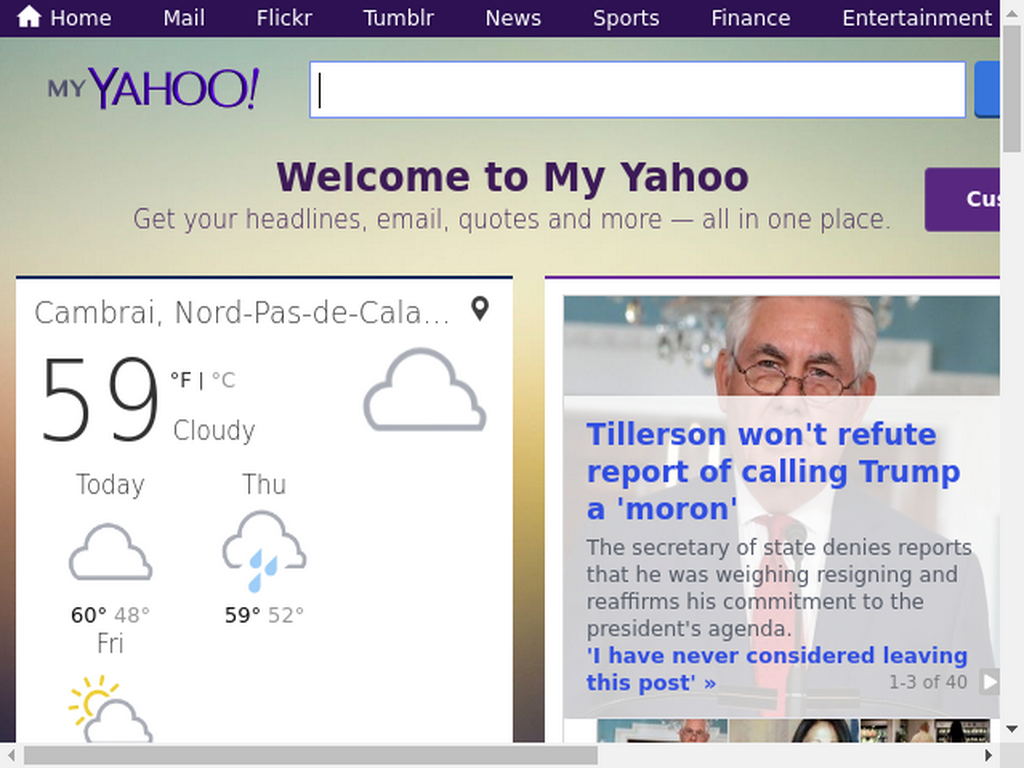 Home Mail Flickr Tumblr News Sports Finance Entertainment
MY YAHOO!
Welcome to My Yahoo
Get your headlines, email, quotes and more — all in one place.
Cus
Cambrai, Nord-Pas-de-Cala...
59 °F | °C
Cloudy
Today Thu
60° 48° 59° 52°
Fri
Tillerson won't refute
report of calling Trump
a 'moron'
The secretary of state denies reports
that he was weighing resigning and
reaffirms his commitment to the
president's agenda.
'I have never considered leaving
this post' »
1-3 of 40